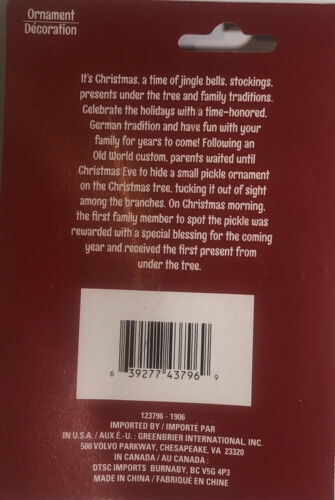 Ornament
Décoration
It's Christmas, a time of jingle bells, stockings,
presents under the tree and family traditions.
Celebrate the holidays with a time-honored,
German tradition and have fun with your
family for years to come! Following an
Old World custom, parents waited until
Christmas Eve to hide a small pickle ornament
on the Christmas tree, tucking it out of sight
among the branches. On Christmas morning,
the first family member to spot the pickle was
rewarded with a special blessing for the coming
year and received the first present from
under the tree.
6 39277 43796 9
123796 - 1906
IMPORTED BY / IMPORTÉ PAR
IN U.S.A. / AUX É.-U. : GREENBRIER INTERNATIONAL, INC.
500 VOLVO PARKWAY, CHESAPEAKE, VA 23320
IN CANADA / AU CANADA :
DTSC IMPORTS BURNABY, BC V5G 4P3
MADE IN CHINA / FABRIQUÉ EN CHINE